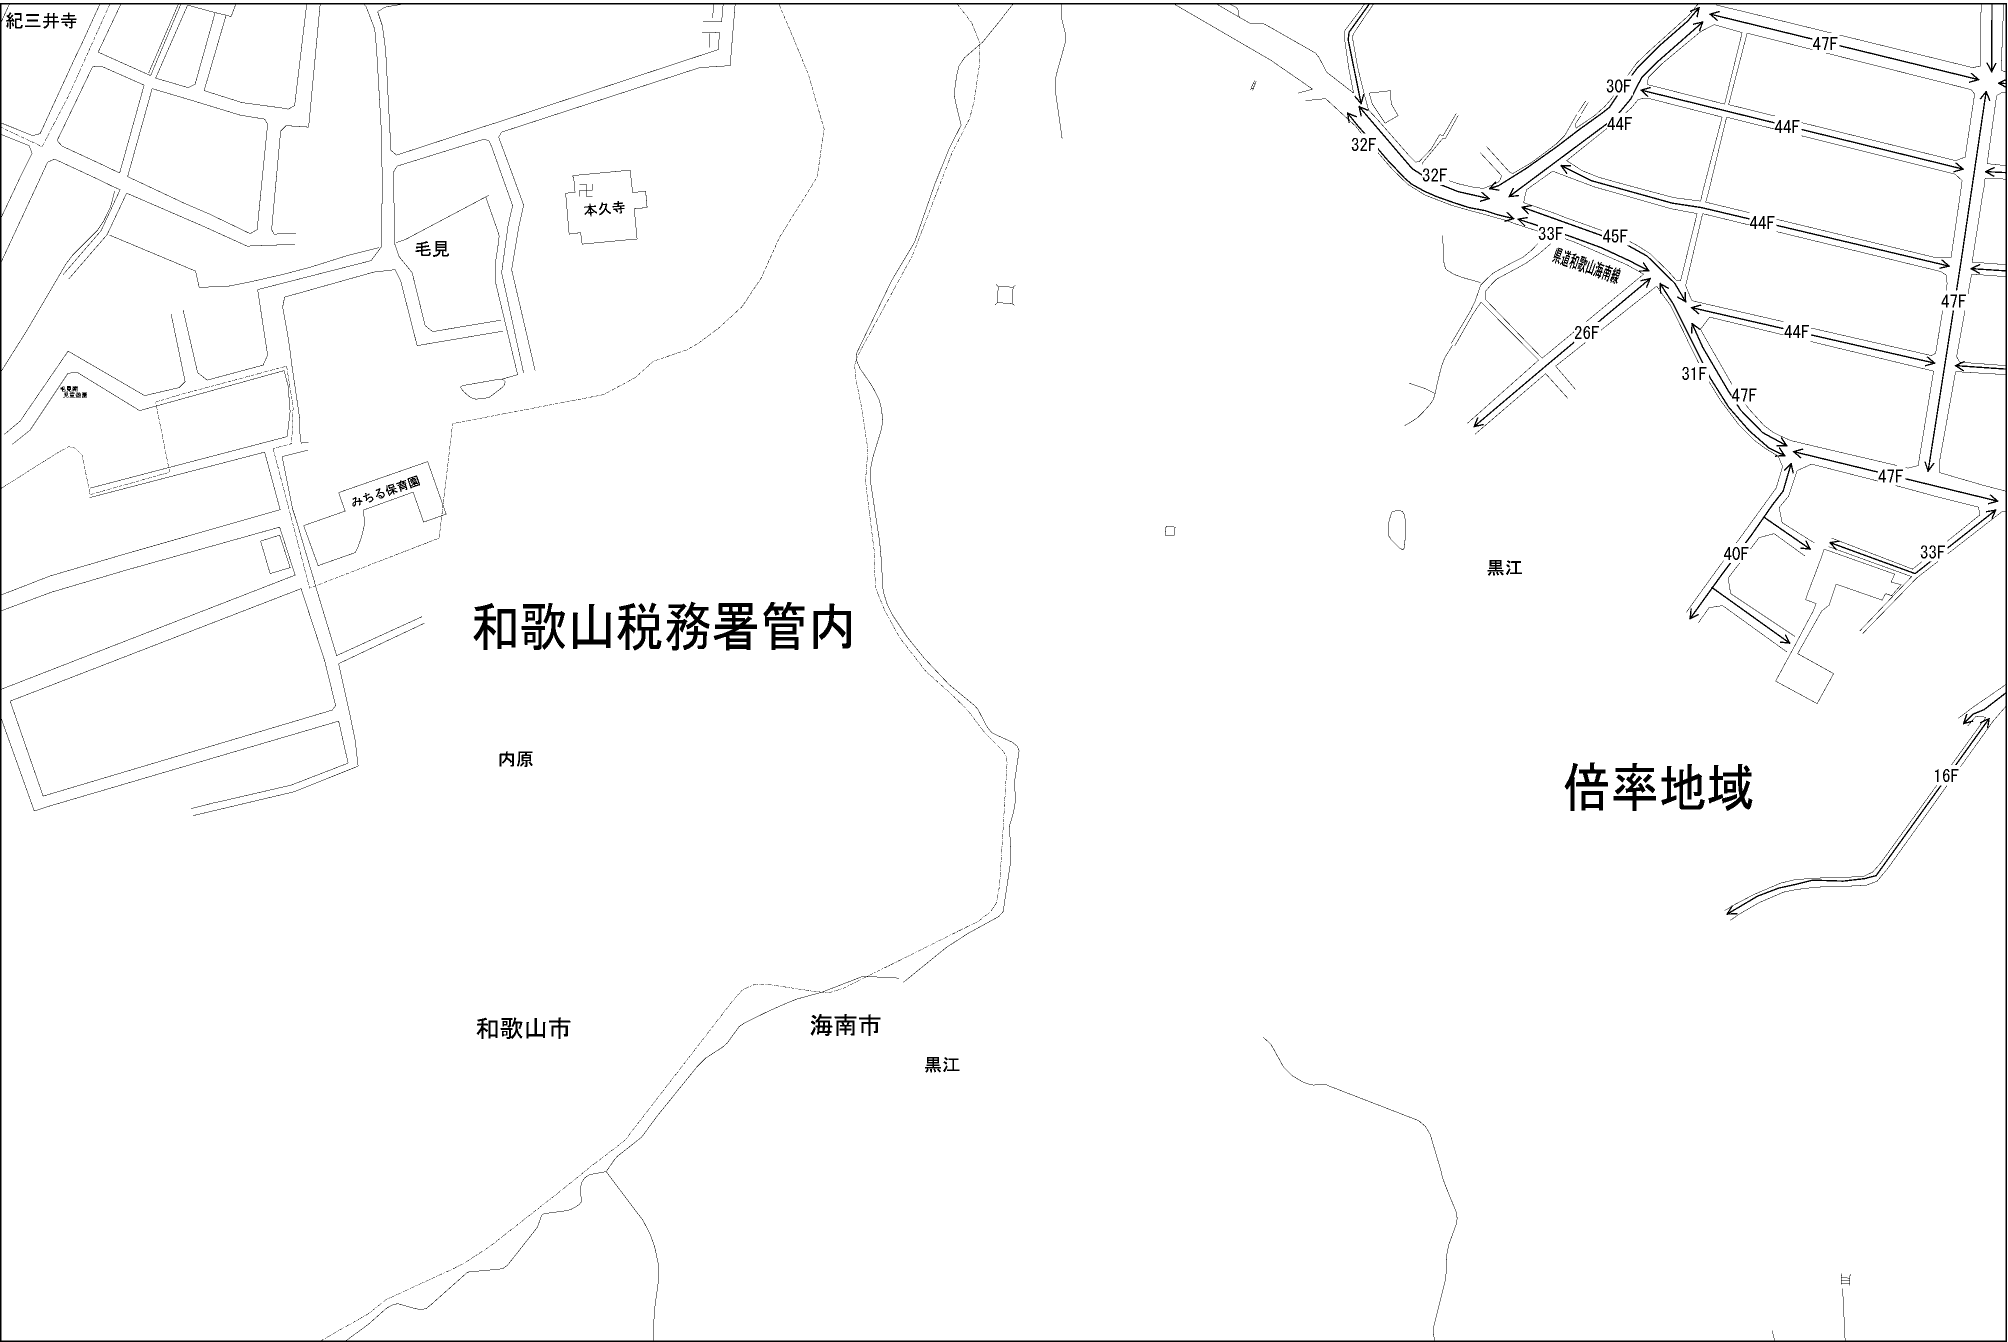 紀三井寺
47F
30F
44F
44F
32F
32F
本久寺
毛見
44F
33F
45F
県道和歌山海南線
47F
26F
44F
31F
47F
47F
みちる保育園
40F
33F
黒江
和歌山税務署管内
内原
倍率地域
16F
和歌山市
海南市
黒江